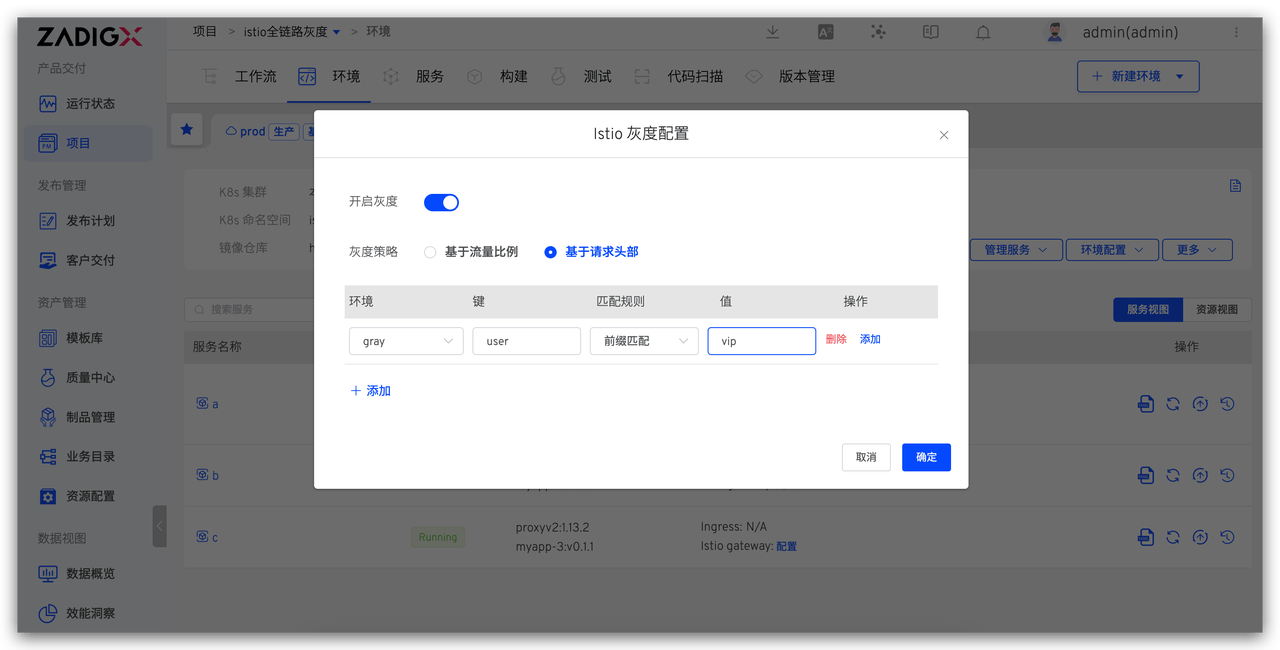 ZADIGX
项目 > istio全链路灰度 > 环境
admin(admin)
产品交付
运行状态
项目
发布管理
发布计划
客户交付
资产管理
模板库
质量中心
制品管理
业务目录
资源配置
数据视图
数据概览
效能洞察
工作流 环境 服务 构建 测试 代码扫描 版本管理
+ 新建环境
prod 生产
K8s 集群
K8s 命名空间
镜像仓库
管理服务 环境配置 更多
搜索服务
服务视图 资源视图
服务名称 操作
a
b
c Running
proxyv2:1.13.2
myapp-3:v0.1.1
Ingress: N/A
Istio gateway: 配置
Istio 灰度配置
开启灰度
灰度策略 基于流量比例 基于请求头部
环境 键 匹配规则 值 操作
gray user 前缀匹配 vip 删除 添加
+ 添加
取消 确定